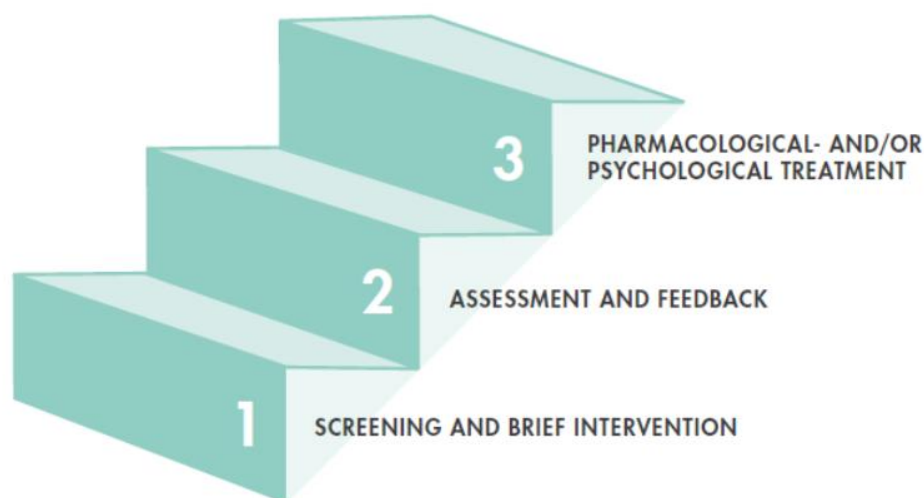 3
PHARMACOLOGICAL- AND/OR
PSYCHOLOGICAL TREATMENT
2
ASSESSMENT AND FEEDBACK
1
SCREENING AND BRIEF INTERVENTION